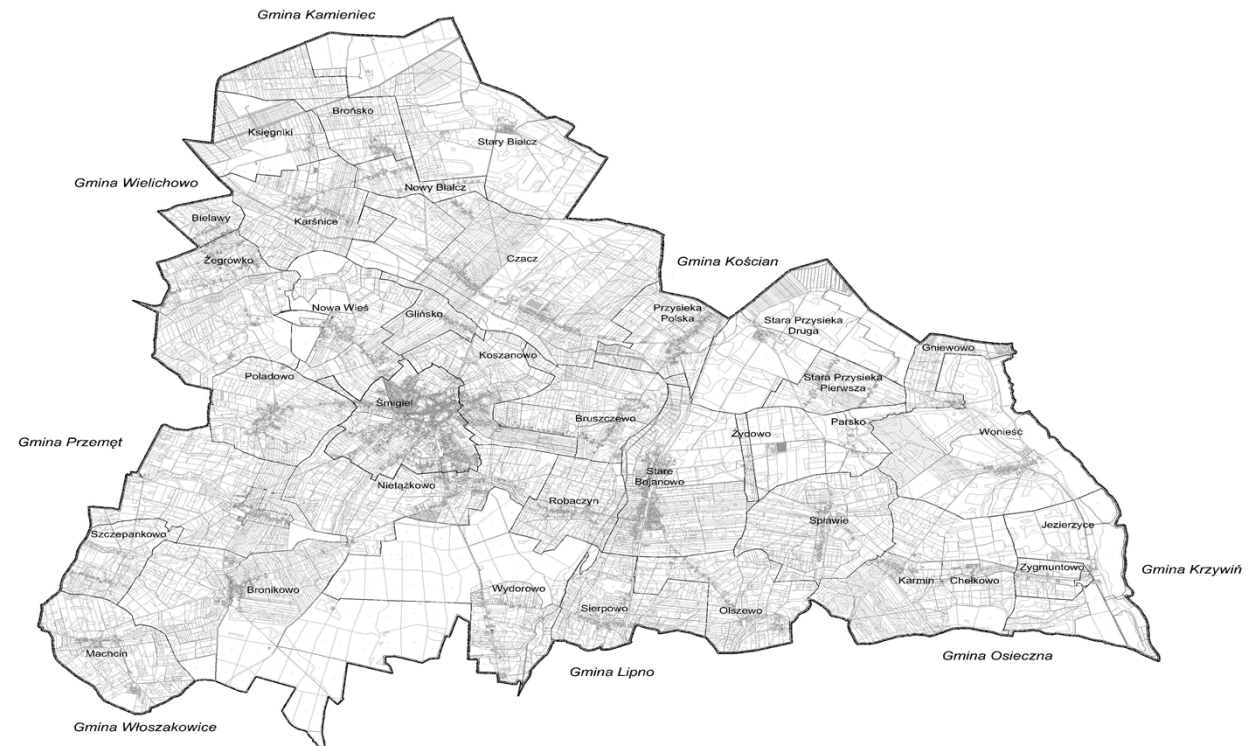 Gmina Kamieniec
Brońsko
Księgniki
Stary Białcz
Gmina Wielichowo
Nowy Białcz
Bielawy
Karśnice
Żegrówko
Czacz
Gmina Kościan
Nowa Wieś
Glińsko
Przysieka
Polska
Stara Przysieka
Druga
Koszanowo
Gniewowo
Poladowo
Stara Przysieka
Pierwsza
Śmigiel
Bruszczewo
Parsko
Żydowo
Wonieść
Gmina Przemęt
Stare
Bojanowo
Nietążkowo
Robaczyn
Spławie
Jezierzyce
Szczepankowo
Gmina Krzywiń
Zygmuntowo
Karmin
Chełkowo
Bronikowo
Wydorowo
Sierpowo
Olszewo
Machcin
Gmina Osieczna
Gmina Lipno
Gmina Włoszakowice